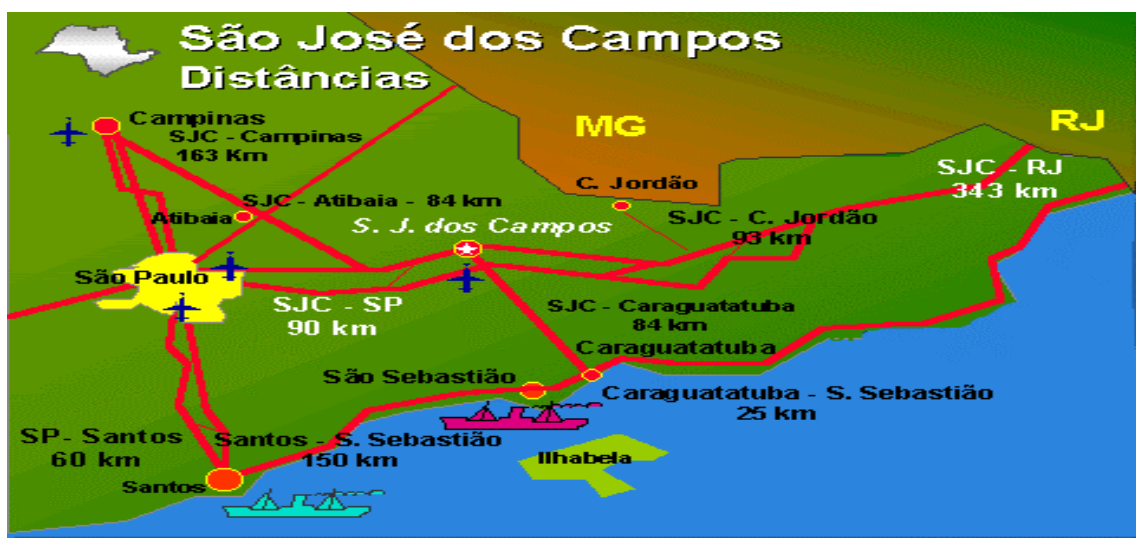 São José dos Campos
Distâncias
Campinas
SJC - Campinas
163 Km
MG
RJ
SJC - RJ
343 km
C. Jordão
SJC - Atibaia - 84 km
Atibaia
S. J. dos Campos
SJC - C. Jordão
93 km
São Paulo
SJC - SP
90 km
SJC - Caraguatatuba
84 km
Caraguatatuba
São Sebastião
Caraguatatuba - S. Sebastião
25 km
SP- Santos
60 km
Santos - S. Sebastião
150 km
Ilhabela
Santos